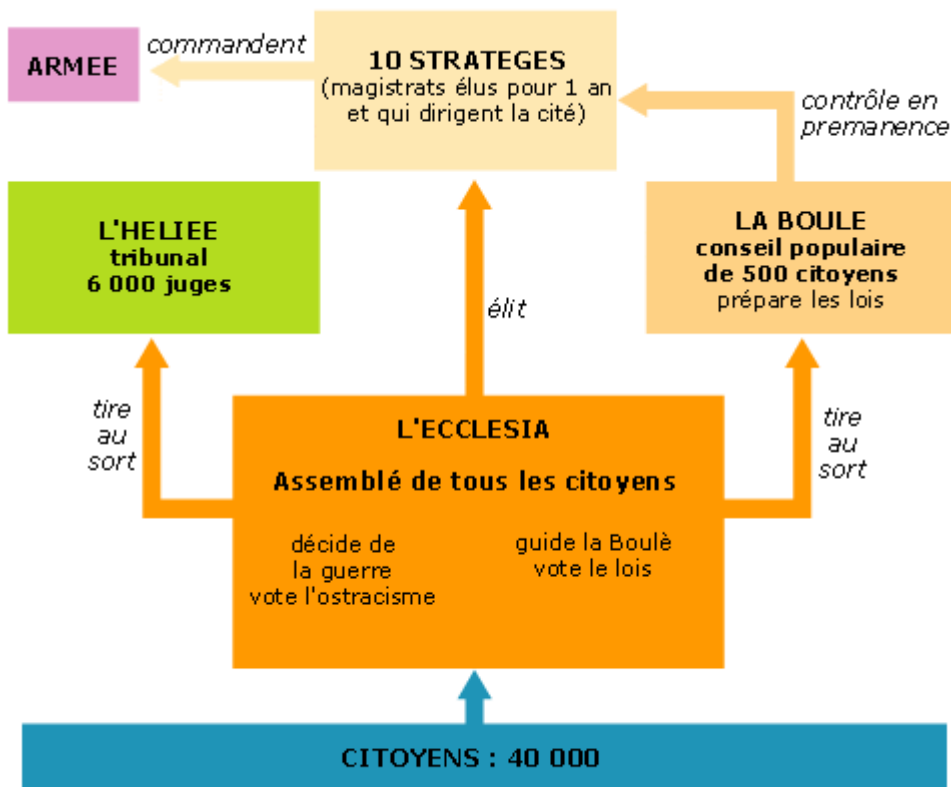 ARMEE
commandent
10 STRATEGES
(magistrats élus pour 1 an
et qui dirigent la cité)
contrôle en
premanence
L'HELIEE
tribunal
6 000 juges
LA BOULE
conseil populaire
de 500 citoyens
prépare les lois
élit
tire
au
sort
L'ECCLESIA
Assemblé de tous les citoyens
décide de
la guerre
vote l'ostracisme
guide la Boulè
vote le lois
tire
au
sort
CITOYENS : 40 000